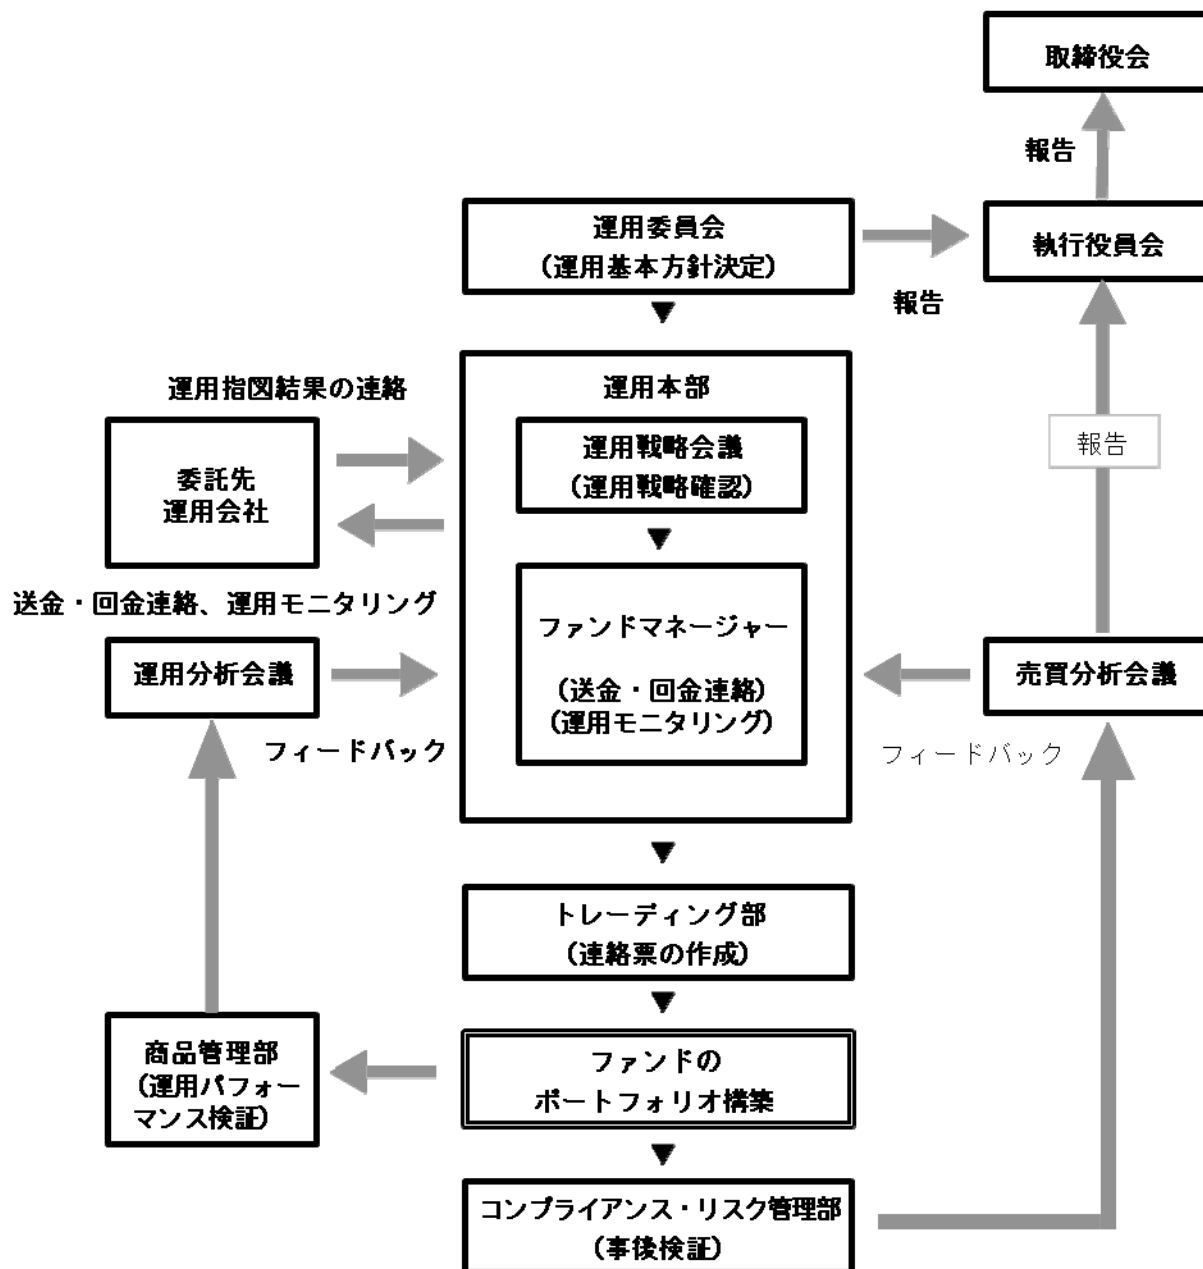 取締役会
報告
運用委員会
(運用基本方針決定)
執行役員会
報告
運用指図結果の連絡
運用本部
運用戦略会議
(運用戦略確認)
報告
委託先
運用会社
送金・回金連絡、運用モニタリング
ファンドマネージャー
(送金・回金連絡)
(運用モニタリング)
運用分析会議
売買分析会議
フィードバック
フィードバック
トレーディング部
(連絡票の作成)
商品管理部
(運用パフォー
マンス検証)
ファンドの
ポートフォリオ構築
コンプライアンス・リスク管理部
(事後検証)